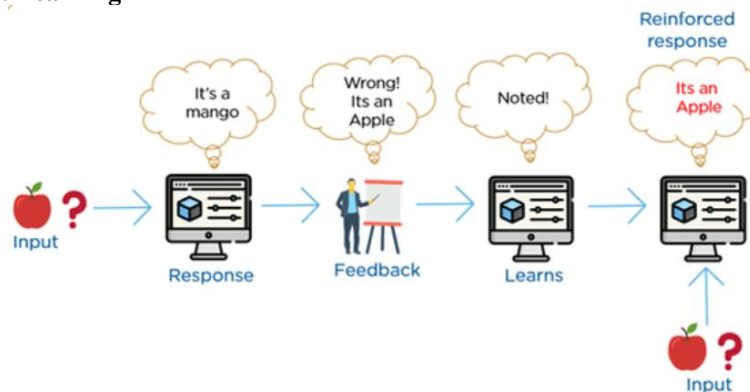 Reinforced
response
It's a
mango
Wrong!
Its an
Apple
Noted!
Its an
Apple
?
Input
Response
Feedback
Learns
?
Input